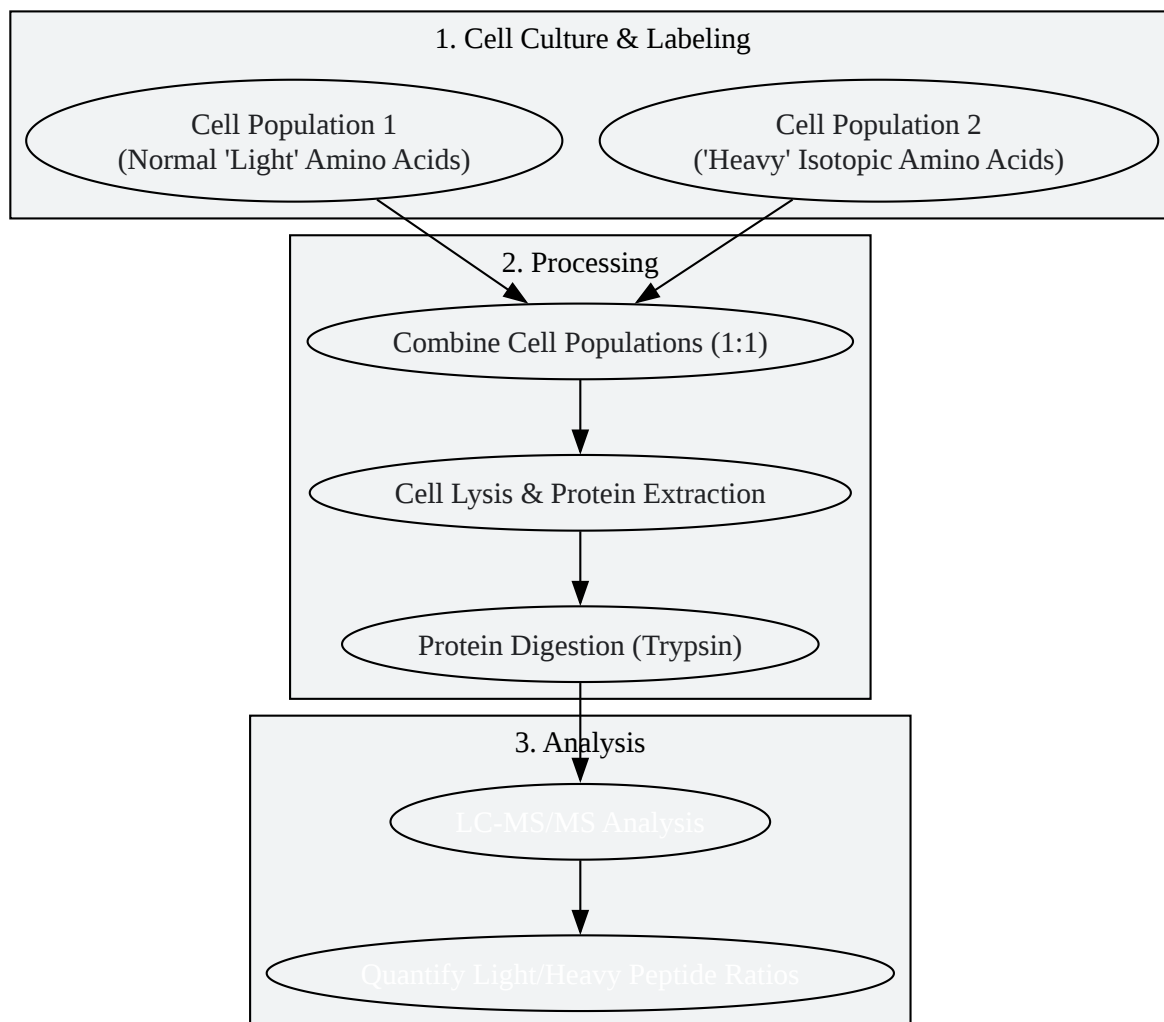 1. Cell Culture & Labeling
Cell Population 1
(Normal 'Light' Amino Acids)
Cell Population 2
('Heavy' Isotopic Amino Acids)
2. Processing
Combine Cell Populations (1:1)
Cell Lysis & Protein Extraction
Protein Digestion (Trypsin)
3. Analysis
LC-MS/MS Analysis
Quantify Light/Heavy Peptide Ratios